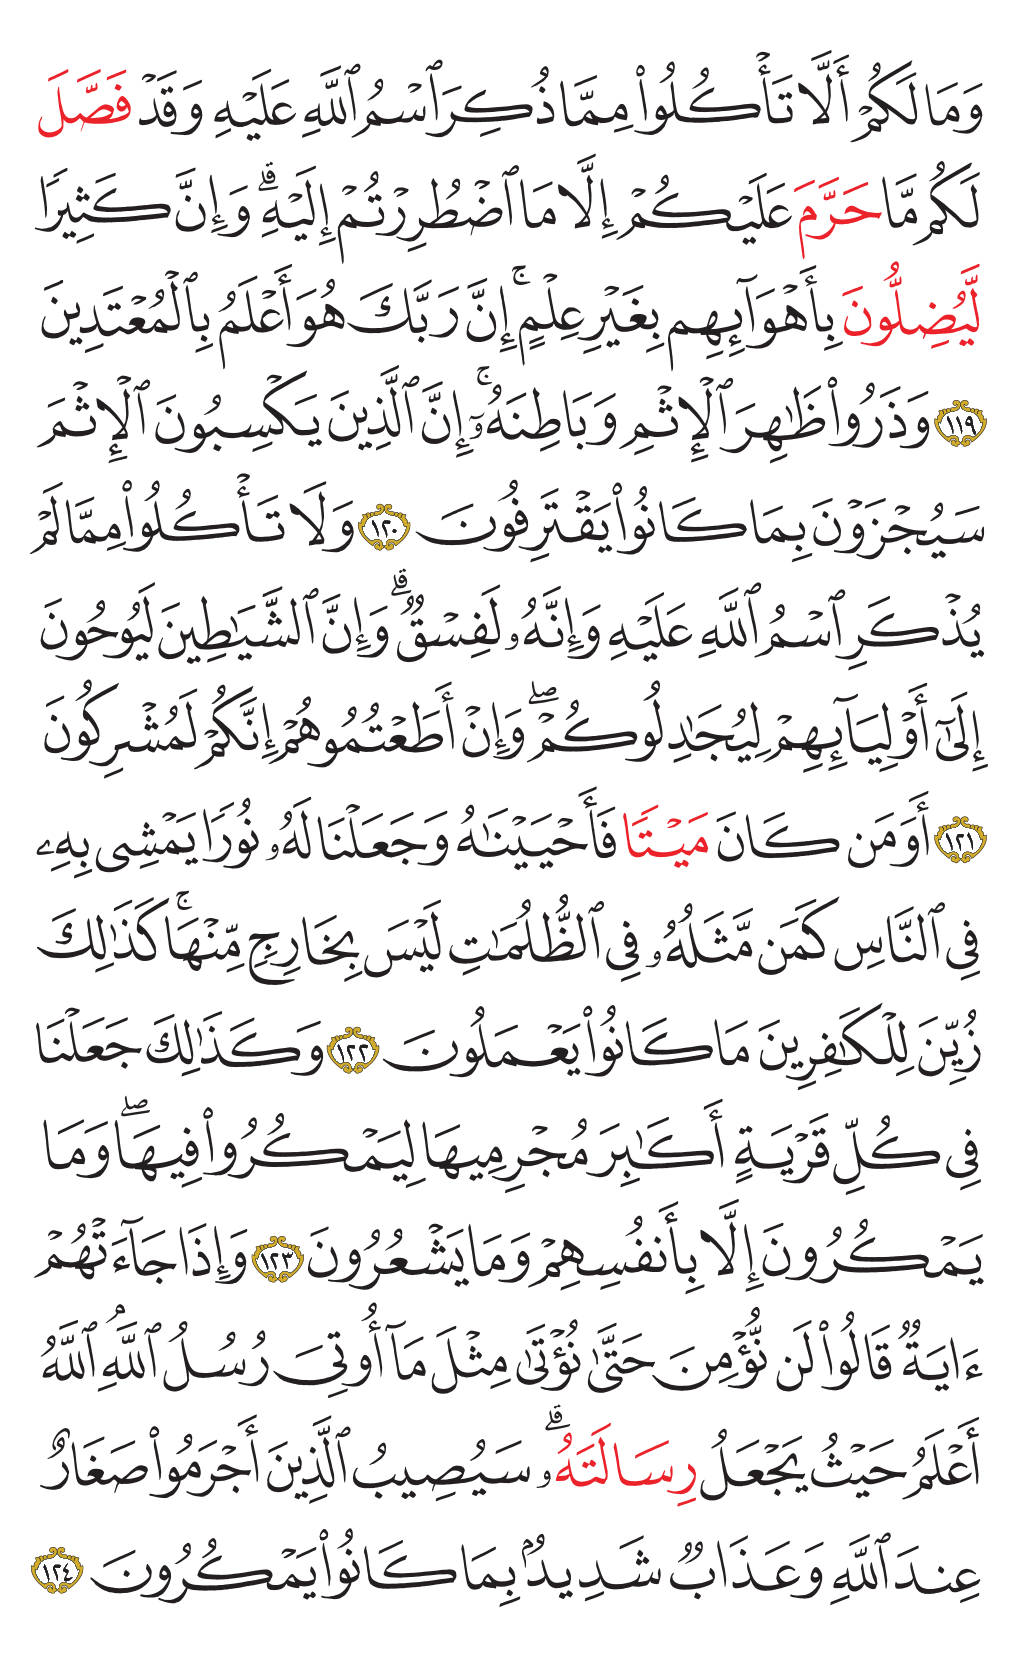 وَمَا لَكُمْ أَلَّا تَأْكُلُوا۟ مِمَّا ذُكِرَ ٱسْمُ ٱللَّهِ عَلَيْهِ وَقَدْ فَصَّلَ
لَكُم مَّا حَرَّمَ عَلَيْكُمْ إِلَّا مَا ٱضْطُرِرْتُمْ إِلَيْهِ ۗ وَإِنَّ كَثِيرًا
لَّيُضِلُّونَ بِأَهْوَآئِهِم بِغَيْرِ عِلْمٍ ۚ إِنَّ رَبَّكَ هُوَ أَعْلَمُ بِٱلْمُعْتَدِينَ
١١٩ وَذَرُوا۟ ظَٰهِرَ ٱلْإِثْمِ وَبَاطِنَهُۥٓ ۚ إِنَّ ٱلَّذِينَ يَكْسِبُونَ ٱلْإِثْمَ
سَيُجْزَوْنَ بِمَا كَانُوا۟ يَقْتَرِفُونَ ١٢٠ وَلَا تَأْكُلُوا۟ مِمَّا لَمْ
يُذْكَرِ ٱسْمُ ٱللَّهِ عَلَيْهِ وَإِنَّهُۥ لَفِسْقٌ ۗ وَإِنَّ ٱلشَّيَٰطِينَ لَيُوحُونَ
إِلَىٰٓ أَوْلِيَآئِهِمْ لِيُجَٰدِلُوكُمْ ۖ وَإِنْ أَطَعْتُمُوهُمْ إِنَّكُمْ لَمُشْرِكُونَ
١٢١ أَوَمَن كَانَ مَيْتًا فَأَحْيَيْنَٰهُ وَجَعَلْنَا لَهُۥ نُورًا يَمْشِى بِهِۦ
فِى ٱلنَّاسِ كَمَن مَّثَلُهُۥ فِى ٱلظُّلُمَٰتِ لَيْسَ بِخَارِجٍ مِّنْهَا ۚ كَذَٰلِكَ
زُيِّنَ لِلْكَٰفِرِينَ مَا كَانُوا۟ يَعْمَلُونَ ١٢٢ وَكَذَٰلِكَ جَعَلْنَا
فِى كُلِّ قَرْيَةٍ أَكَٰبِرَ مُجْرِمِيهَا لِيَمْكُرُوا۟ فِيهَا ۖ وَمَا
يَمْكُرُونَ إِلَّا بِأَنفُسِهِمْ وَمَا يَشْعُرُونَ ١٢٣ وَإِذَا جَآءَتْهُمْ
ءَايَةٌ قَالُوا۟ لَن نُّؤْمِنَ حَتَّىٰ نُؤْتَىٰ مِثْلَ مَآ أُوتِىَ رُسُلُ ٱللَّهِ ۘ ٱللَّهُ
أَعْلَمُ حَيْثُ يَجْعَلُ رِسَالَتَهُۥ ۗ سَيُصِيبُ ٱلَّذِينَ أَجْرَمُوا۟ صَغَارٌ
عِندَ ٱللَّهِ وَعَذَابٌ شَدِيدٌۢ بِمَا كَانُوا۟ يَمْكُرُونَ ١٢٤